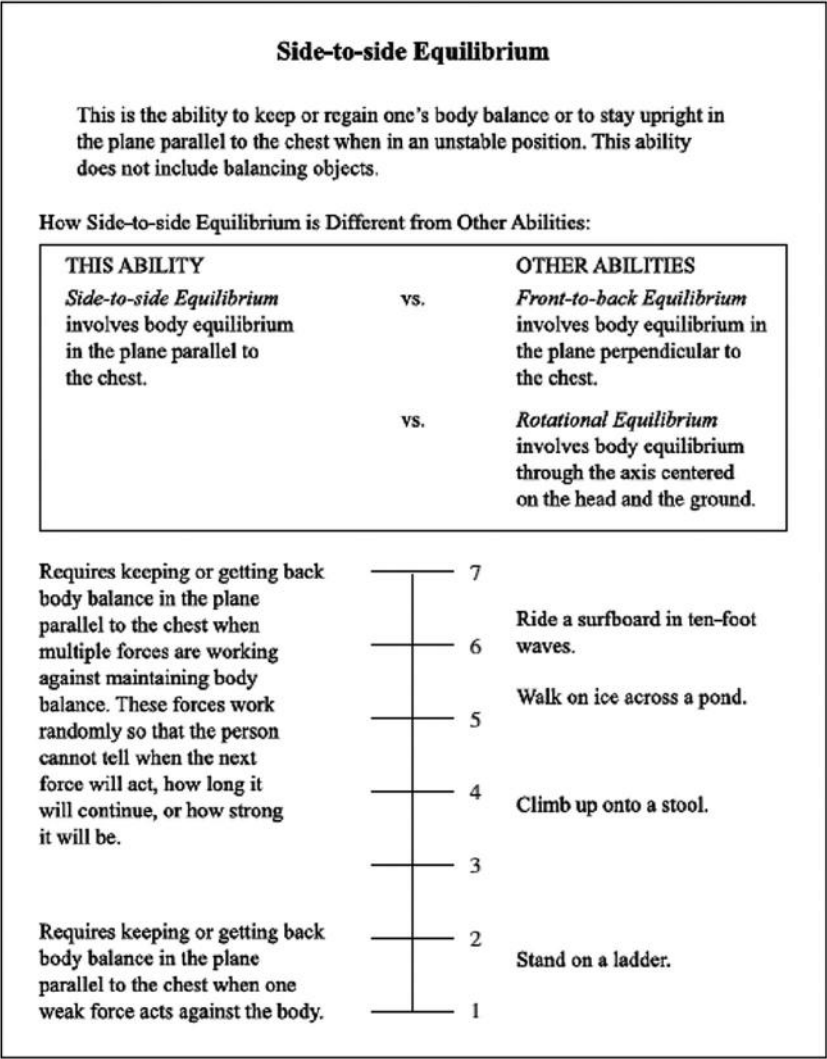 Side-to-side Equilibrium
This is the ability to keep or regain one's body balance or to stay upright in
the plane parallel to the chest when in an unstable position. This ability
does not include balancing objects.
How Side-to-side Equilibrium is Different from Other Abilities:
THIS ABILITY
Side-to-side Equilibrium
involves body equilibrium
in the plane parallel to
the chest.
vs.
OTHER ABILITIES
Front-to-back Equilibrium
involves body equilibrium in
the plane perpendicular to
the chest.
vs.
Rotational Equilibrium
involves body equilibrium
through the axis centered
on the head and the ground.
Requires keeping or getting back
body balance in the plane
parallel to the chest when
multiple forces are working
against maintaining body
balance. These forces work
randomly so that the person
cannot tell when the next
force will act, how long it
will continue, or how strong
it will be.
Requires keeping or getting back
body balance in the plane
parallel to the chest when one
weak force acts against the body.
7
6
5
4
3
2
1
Ride a surfboard in ten-foot
waves.
Walk on ice across a pond.
Climb up onto a stool.
Stand on a ladder.